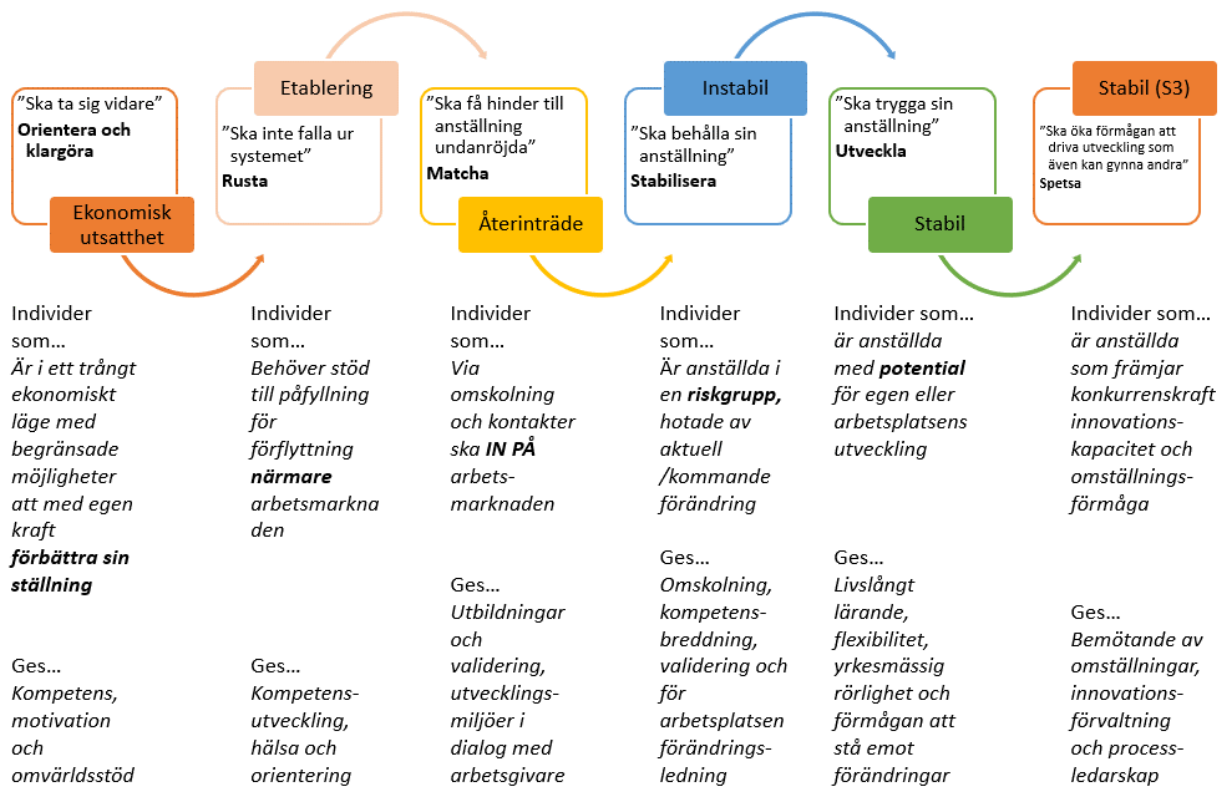 ”Ska ta sig vidare”
Orientera och
klargöra
Ekonomisk
utsatthet
Etablering
”Ska inte falla ur
systemet”
Rusta
”Ska få hinder till
anställning
undanröjda”
Matcha
Återinträde
Instabil
”Ska behålla sin
anställning”
Stabilisera
”Ska trygga sin
anställning”
Utveckla
Stabil
Stabil (S3)
”Ska öka förmågan att
driva utveckling som
även kan gynna andra”
Spetsa
Individer
som…
Är i ett trångt
ekonomiskt
läge med
begränsade
möjligheter
att med egen
kraft
förbättra sin
ställning
Ges…
Kompetens,
motivation
och
omvärldsstöd
Individer
som…
Behöver stöd
till påfyllning
för
förflyttning
närmare
arbetsmarkna
den
Ges…
Kompetens-
utveckling,
hälsa och
orientering
Individer
som…
Via
omskolning
och kontakter
ska IN PÅ
arbets-
marknaden
Ges…
Utbildningar
och
validering,
utvecklings-
miljöer i
dialog med
arbetsgivare
Individer
som…
Är anställda i
en riskgrupp,
hotade av
aktuell
/kommande
förändring
Ges…
Omskolning,
kompetens-
breddning,
validering och
för
arbetsplatsen
förändrings-
ledning
Individer som…
är anställda
med potential
för egen eller
arbetsplatsens
utveckling
Ges…
Livslångt
lärande,
flexibilitet,
yrkesmässig
rörlighet och
förmågan att
stå emot
förändringar
Individer som…
är anställda
som främjar
konkurrenskraft
innovations-
kapacitet och
omställnings-
förmåga
Ges…
Bemötande av
omställningar,
innovations-
förvaltning
och process-
ledarskap